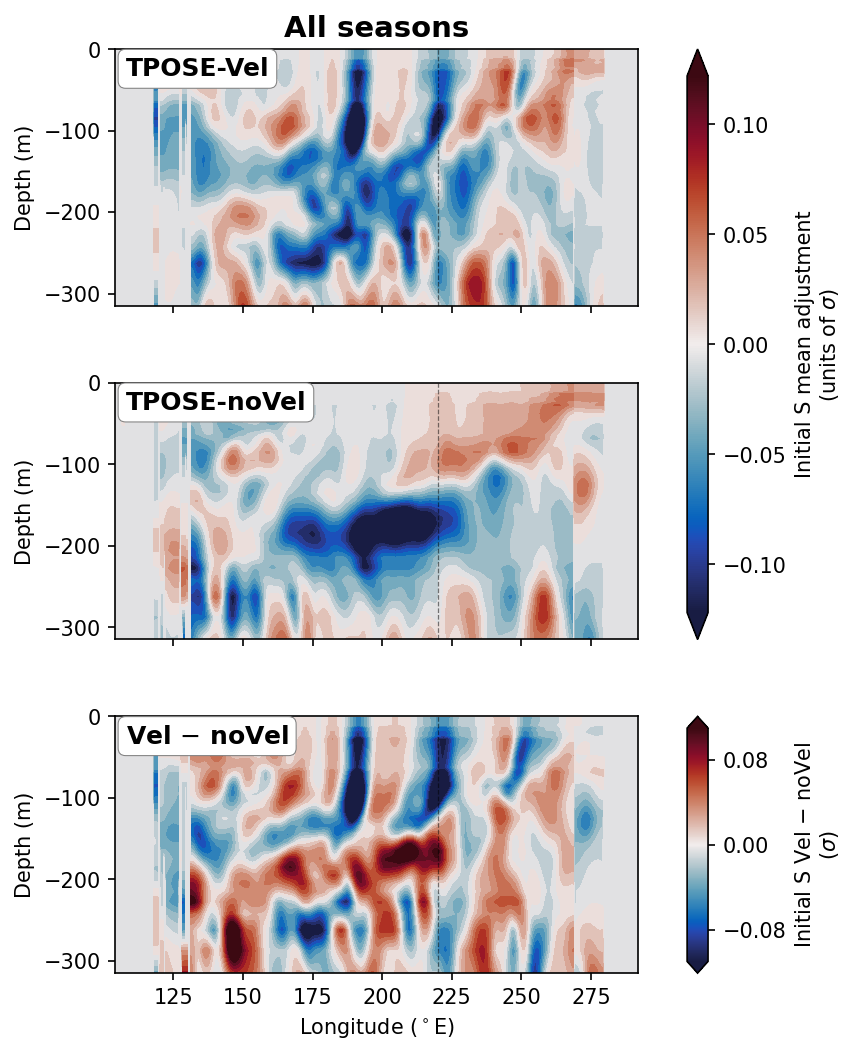 All seasons
TPOSE-Vel
0
−100
−200
−300
Depth (m)
TPOSE-noVel
0
−100
−200
−300
Depth (m)
0.10
0.05
0.00
−0.05
−0.10
Initial S mean adjustment
(units of σ)
Vel − noVel
0
−100
−200
−300
Depth (m)
125 150 175 200 225 250 275
Longitude (°E)
0.08
0.00
−0.08
Initial S Vel − noVel
(σ)